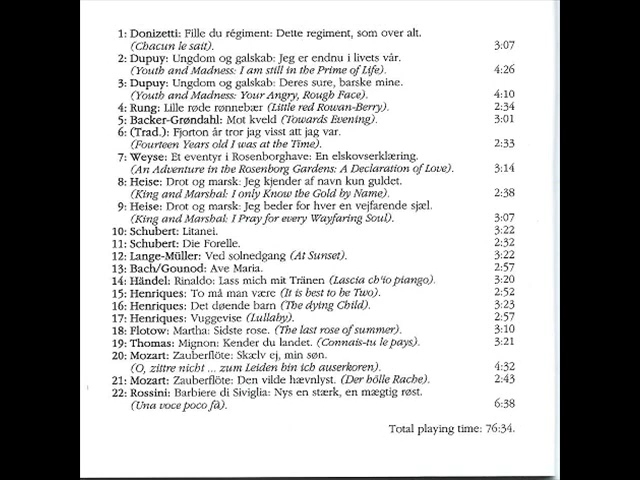 1: Donizetti: Fille du régiment: Dette regiment, som over alt.
(Chacun le sait). 3:07
2: Dupuy: Ungdom og galskab: Jeg er endnu i livets vår.
(Youth and Madness: I am still in the Prime of Life). 4:26
3: Dupuy: Ungdom og galskab: Deres sure, barske mine.
(Youth and Madness: Your Angry, Rough Face). 4:10
4: Rung: Lille røde rønnebær (Little red Rowan-Berry). 2:34
5: Backer-Grøndahl: Mot kveld (Towards Evening). 3:01
6: (Trad.): Fjorton år tror jag visst att jag var.
(Fourteen Years old I was at the Time). 2:33
7: Weyse: Et eventyr i Rosenborghave: En elskovserklæring.
(An Adventure in the Rosenborg Gardens: A Declaration of Love). 3:14
8: Heise: Drot og marsk: Jeg kjender af navn kun guldet.
(King and Marshal: I only Know the Gold by Name). 2:38
9: Heise: Drot og marsk: Jeg beder for hver en vejfarende sjæl.
(King and Marshal: I Pray for every Wayfaring Soul). 3:07
10: Schubert: Litanei. 3:22
11: Schubert: Die Forelle. 2:32
12: Lange-Müller: Ved solnedgang (At Sunset). 3:22
13: Bach/Gounod: Ave Maria. 2:57
14: Händel: Rinaldo: Lass mich mit Tränen (Lascia ch'io piango). 3:20
15: Henriques: To må man være (It is best to be Two). 2:52
16: Henriques: Det døende barn (The dying Child). 3:23
17: Henriques: Vuggevise (Lullaby). 2:57
18: Flotow: Martha: Sidste rose. (The last rose of summer). 3:10
19: Thomas: Mignon: Kender du landet. (Connais-tu le pays). 3:21
20: Mozart: Zauberflöte: Skælv ej, min søn.
(O, zittre nicht ... zum Leiden bin ich auserkoren). 4:32
21: Mozart: Zauberflöte: Den vilde hævnlyst. (Der hölle Rache). 2:43
22: Rossini: Barbiere di Siviglia: Nys en stærk, en mægtig røst.
(Una voce poco fà). 6:38
Total playing time: 76:34.